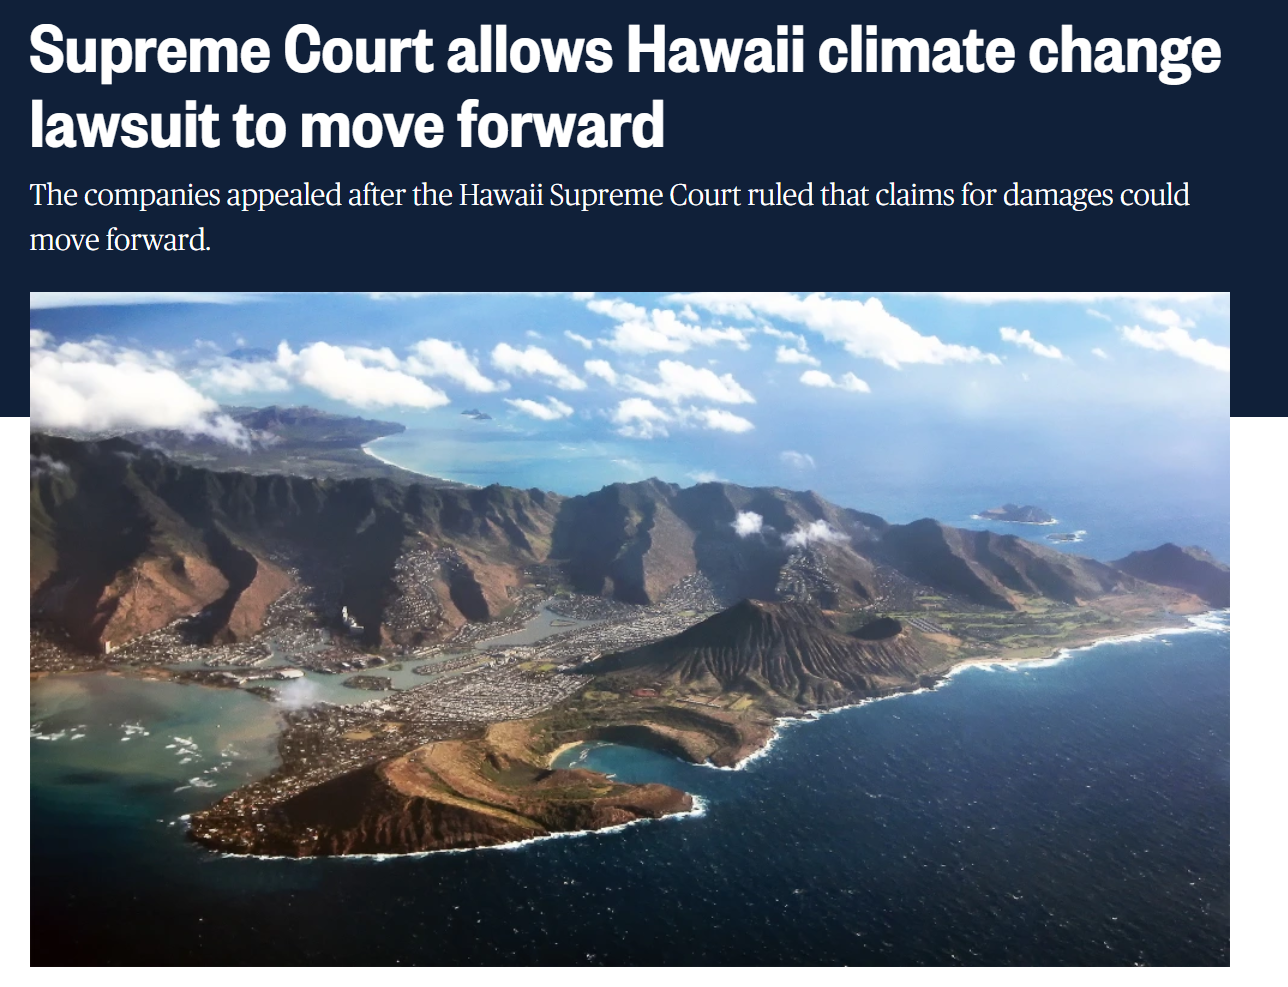 Supreme Court allows Hawaii climate change
lawsuit to move forward
The companies appealed after the Hawaii Supreme Court ruled that claims for damages could
move forward.